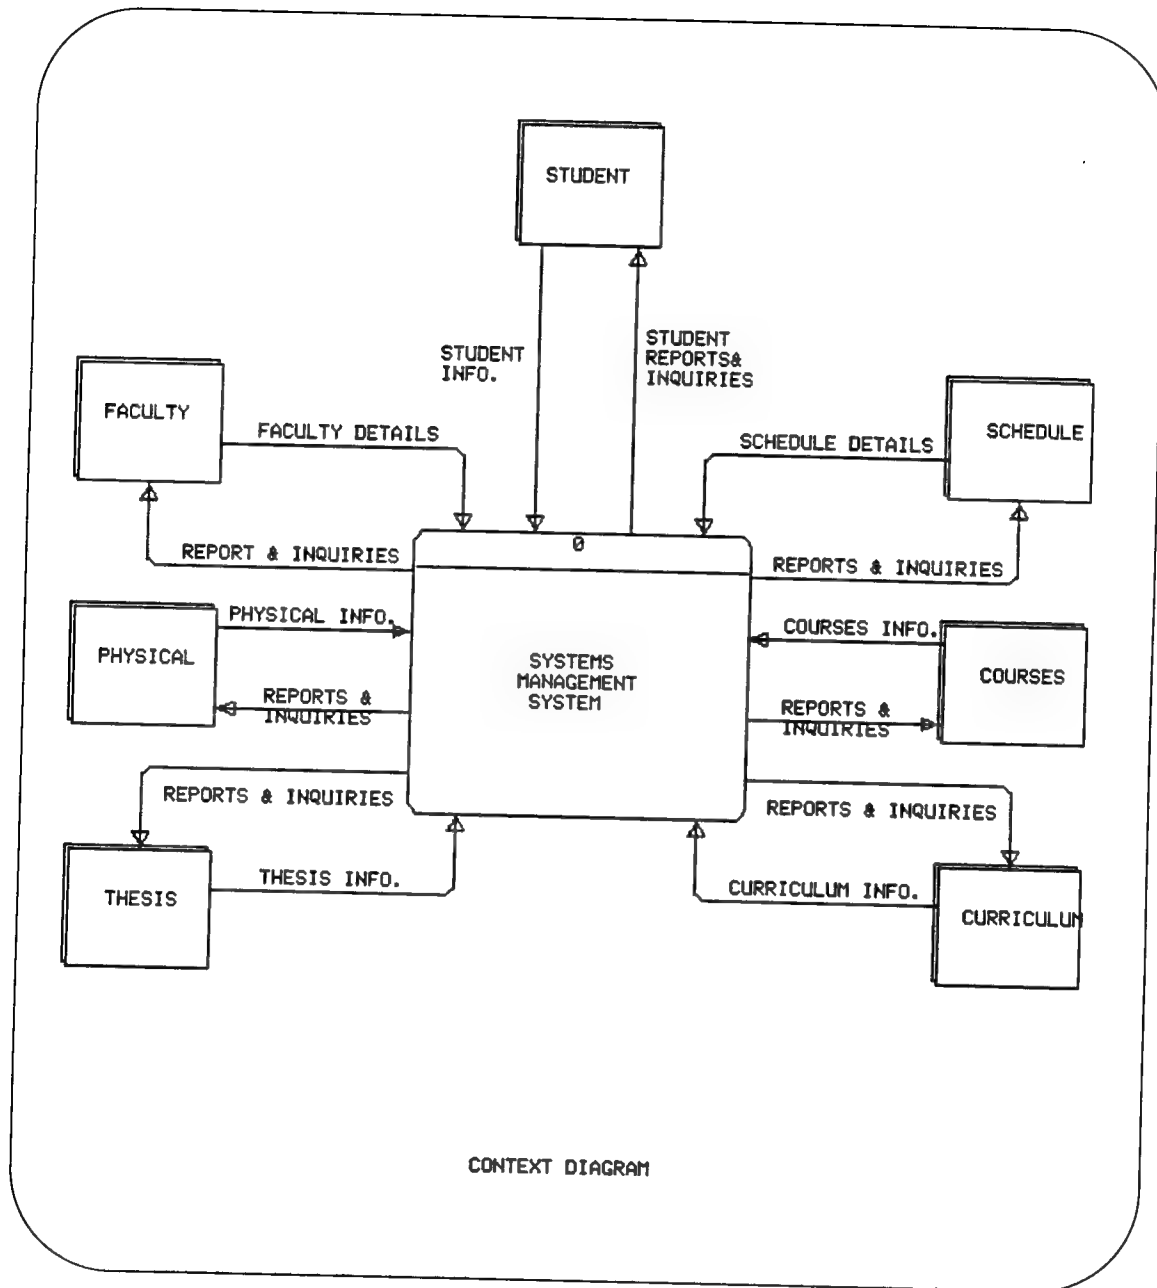 STUDENT
STUDENT
INFO.
STUDENT
REPORTS&
INQUIRIES
FACULTY
FACULTY DETAILS
SCHEDULE DETAILS
SCHEDULE
REPORT & INQUIRIES
0
REPORTS & INQUIRIES
PHYSICAL
PHYSICAL INFO.
COURSES INFO.
COURSES
SYSTEMS
MANAGEMENT
SYSTEM
REPORTS &
INQUIRIES
REPORTS &
INQUIRIES
REPORTS & INQUIRIES
REPORTS & INQUIRIES
THESIS
THESIS INFO.
CURRICULUM INFO.
CURRICULUM
CONTEXT DIAGRAM